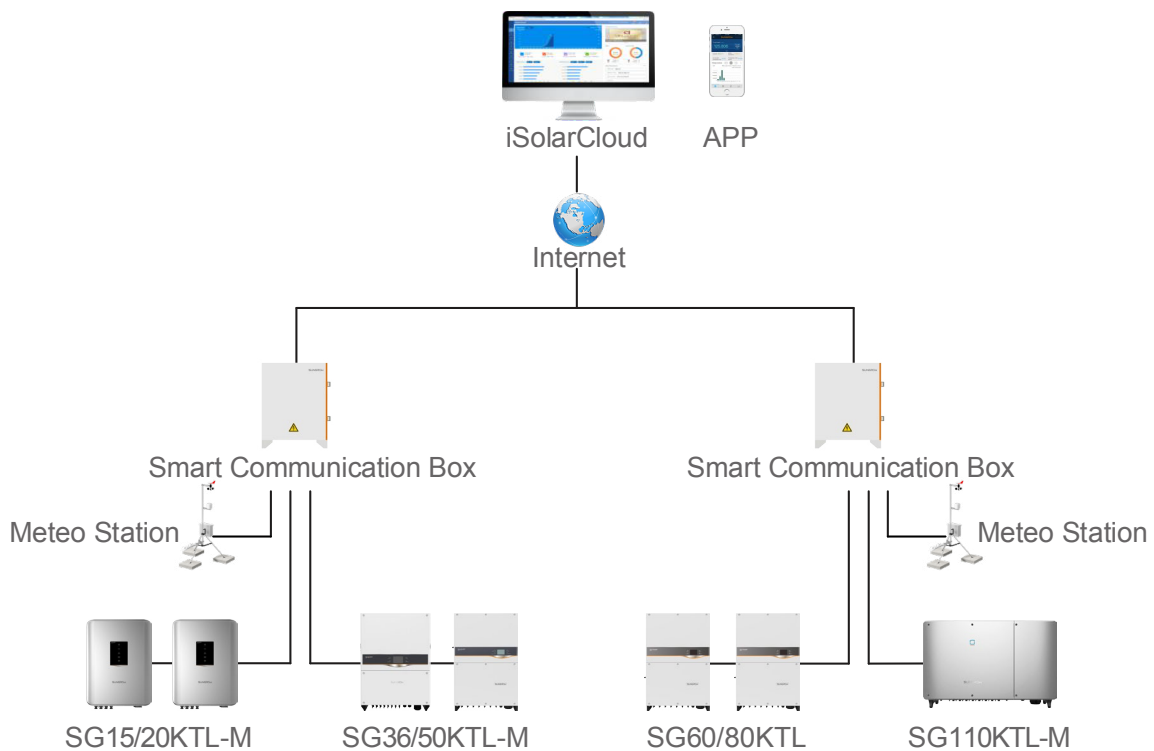 iSolarCloud
APP
Internet
Smart Communication Box
Smart Communication Box
Meteo Station
Meteo Station
SG15/20KTL-M
SG36/50KTL-M
SG60/80KTL
SG110KTL-M